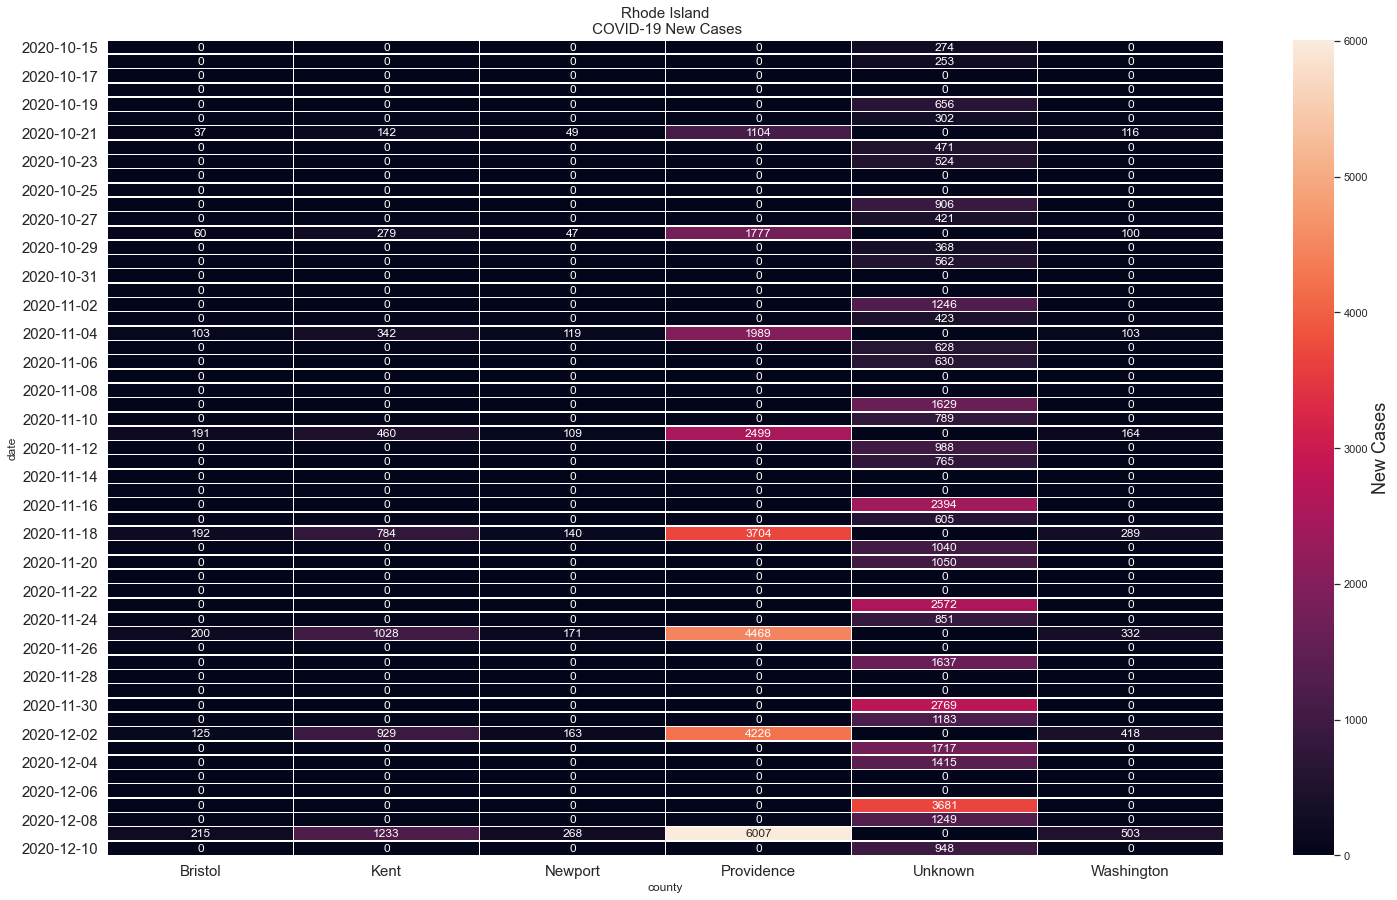 Rhode Island
COVID-19 New Cases
2020-10-15 0 0 0 0 274 0
0 0 0 0 253 0
2020-10-17 0 0 0 0 0 0
0 0 0 0 0 0
2020-10-19 0 0 0 0 656 0
0 0 0 0 302 0
2020-10-21 37 142 49 1104 0 116
0 0 0 0 471 0
2020-10-23 0 0 0 0 524 0
0 0 0 0 0 0
2020-10-25 0 0 0 0 0 0
0 0 0 0 906 0
2020-10-27 0 0 0 0 421 0
60 279 47 1777 0 100
2020-10-29 0 0 0 0 368 0
0 0 0 0 562 0
2020-10-31 0 0 0 0 0 0
0 0 0 0 0 0
2020-11-02 0 0 0 0 1246 0
0 0 0 0 423 0
2020-11-04 103 342 119 1989 0 103
0 0 0 0 628 0
2020-11-06 0 0 0 0 630 0
0 0 0 0 0 0
2020-11-08 0 0 0 0 0 0
0 0 0 0 1629 0
2020-11-10 0 0 0 0 789 0
191 460 109 2499 0 164
2020-11-12 0 0 0 0 988 0
0 0 0 0 765 0
2020-11-14 0 0 0 0 0 0
0 0 0 0 0 0
2020-11-16 0 0 0 0 2394 0
0 0 0 0 605 0
2020-11-18 192 784 140 3704 0 289
0 0 0 0 1040 0
2020-11-20 0 0 0 0 1050 0
0 0 0 0 0 0
2020-11-22 0 0 0 0 0 0
0 0 0 0 2572 0
2020-11-24 0 0 0 0 851 0
200 1028 171 4468 0 332
2020-11-26 0 0 0 0 0 0
0 0 0 0 1637 0
2020-11-28 0 0 0 0 0 0
0 0 0 0 0 0
2020-11-30 0 0 0 0 2769 0
0 0 0 0 1183 0
2020-12-02 125 929 163 4226 0 418
0 0 0 0 1717 0
2020-12-04 0 0 0 0 1415 0
0 0 0 0 0 0
2020-12-06 0 0 0 0 0 0
0 0 0 0 3681 0
2020-12-08 0 0 0 0 1249 0
215 1233 268 6007 0 503
2020-12-10 0 0 0 0 948 0
Bristol Kent Newport Providence Unknown Washington
county
date
6000
5000
4000
3000
2000
1000
0
New Cases